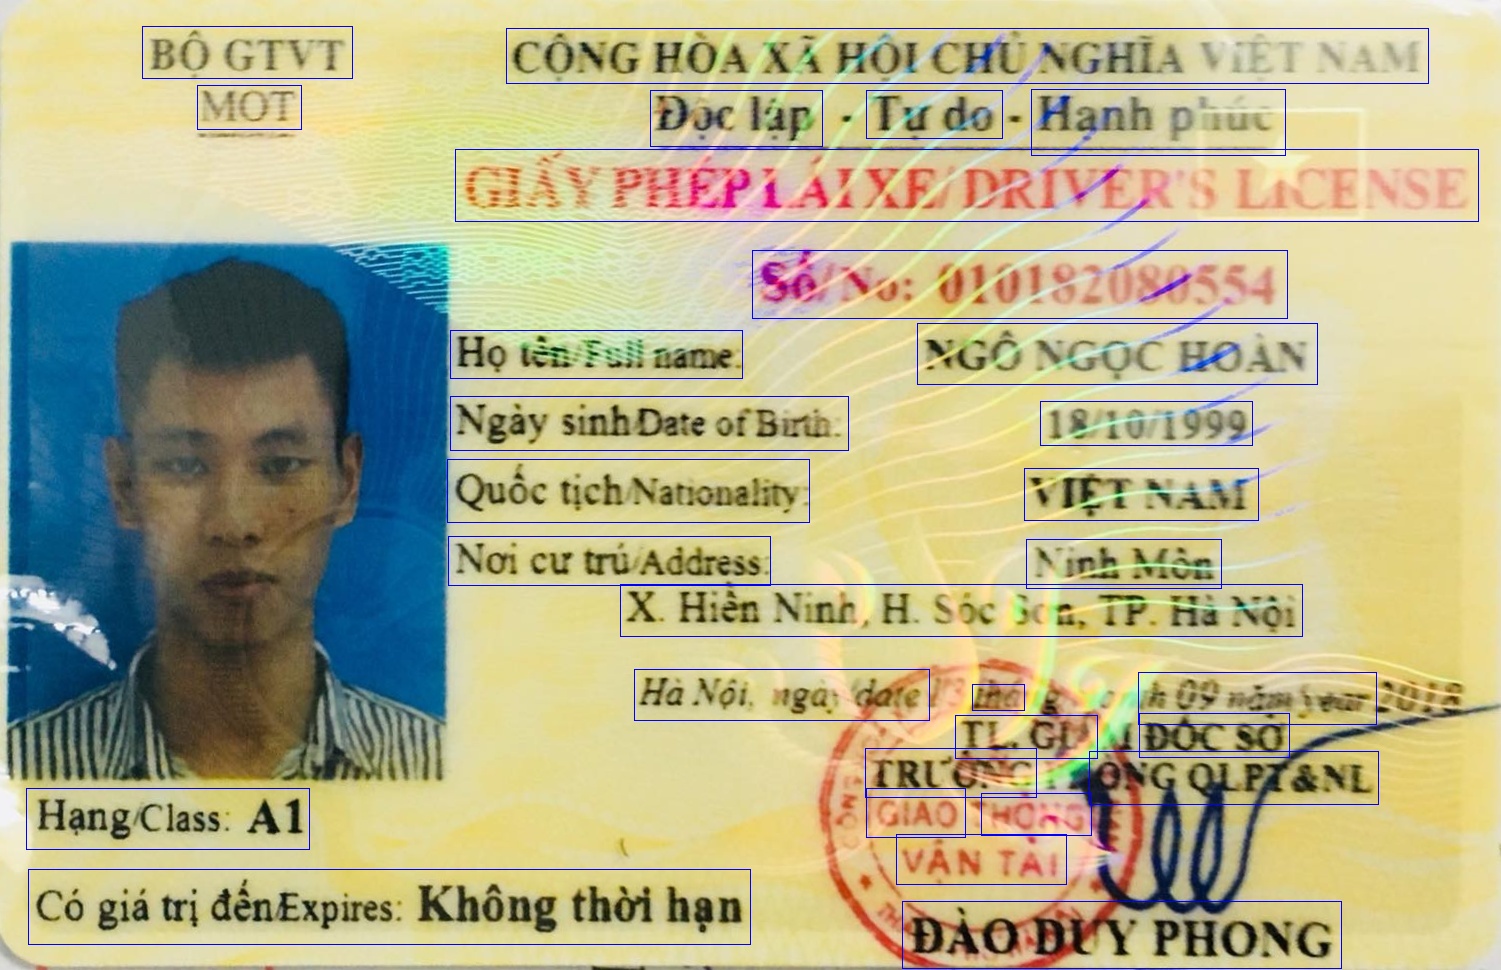 BỘ GTVT
MOT
CỘNG HÒA XÃ HỘI CHỦ NGHĨA VIỆT NAM
Độc lập - Tự do - Hạnh phúc
GIẤY PHÉP LÁI XE/DRIVER'S LICENSE
Số/No: 010182080554
Họ tên/Full name: NGÔ NGỌC HOÀN
Ngày sinh/Date of Birth: 18/10/1999
Quốc tịch/Nationality: VIỆT NAM
Nơi cư trú/Address: Ninh Môn
X. Hiền Ninh, H. Sóc Sơn, TP. Hà Nội
Hà Nội, ngày/date 13 tháng/month 09 năm/year 2018
TL. GIÁM ĐỐC SỞ
TRƯỞNG PHÒNG QLPT&NL
GIAO THÔNG
VẬN TẢI
ĐÀO DUY PHONG
Hạng/Class: A1
Có giá trị đến/Expires: Không thời hạn